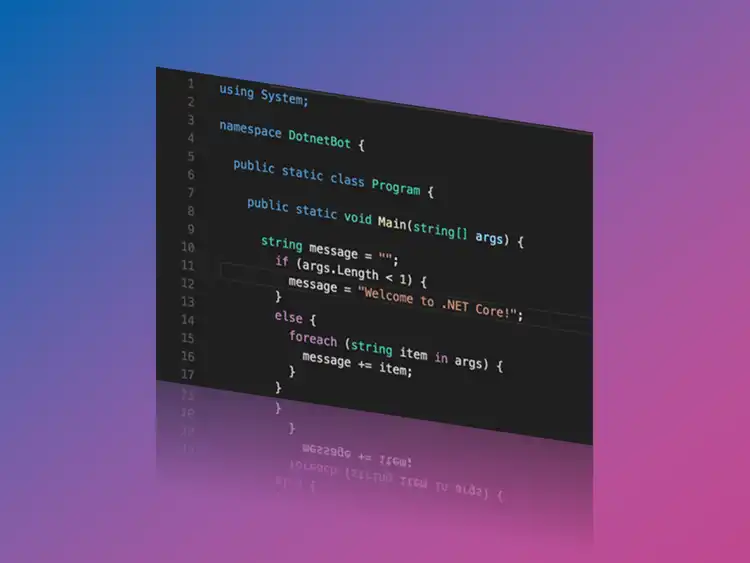 1 using System;
2
3 namespace DotnetBot {
4
5 public static class Program {
6
7 public static void Main(string[] args) {
8
9 string message = "";
10 if (args.Length < 1) {
11 message = "Welcome to .NET Core!";
12 }
13 else {
14 foreach (string item in args) {
15 message += item;
16 }
17 }